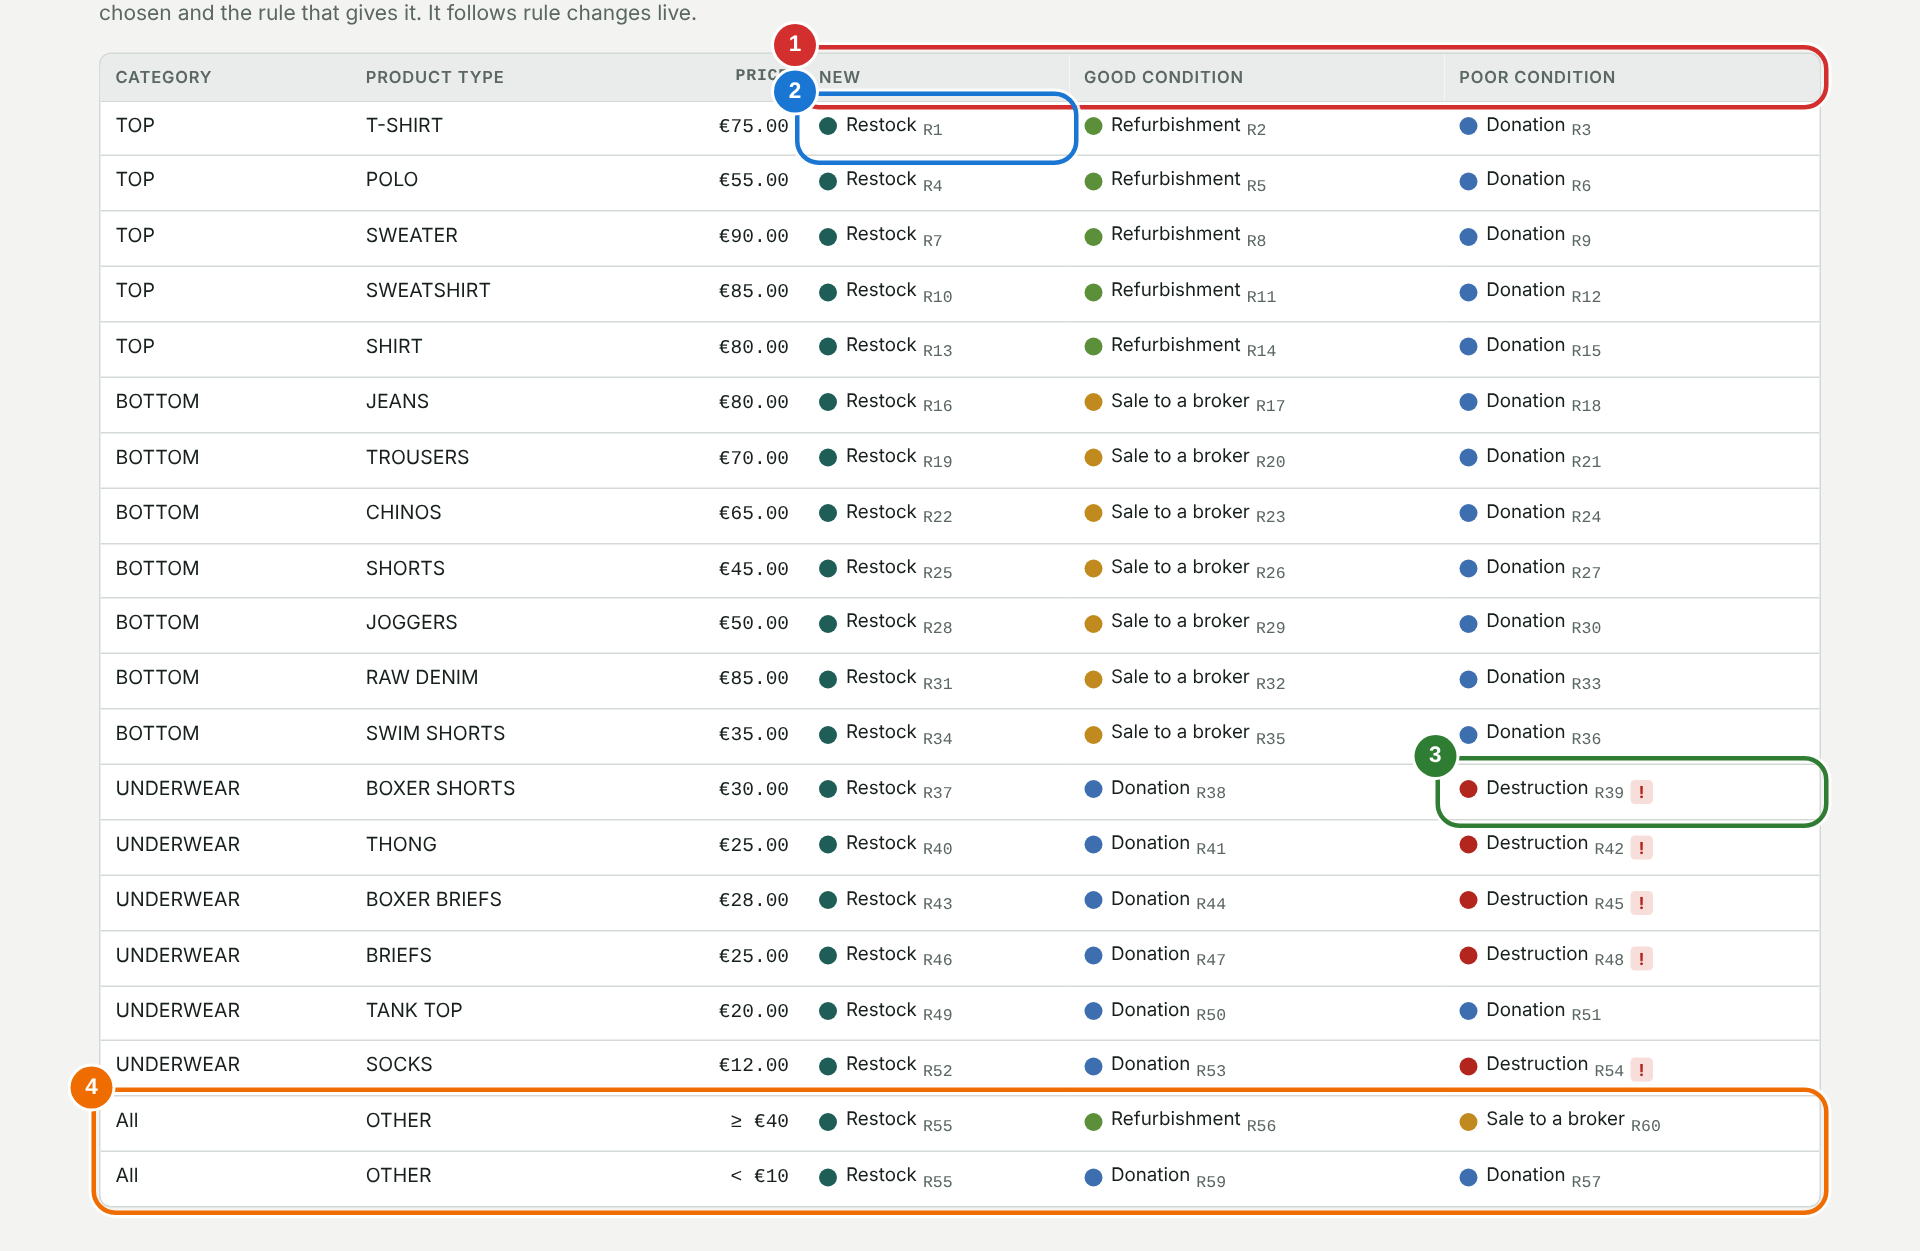 chosen and the rule that gives it. It follows rule changes live.
1
CATEGORY PRODUCT TYPE PRICE NEW GOOD CONDITION POOR CONDITION
2
TOP T-SHIRT €75.00 Restock R1 Refurbishment R2 Donation R3
TOP POLO €55.00 Restock R4 Refurbishment R5 Donation R6
TOP SWEATER €90.00 Restock R7 Refurbishment R8 Donation R9
TOP SWEATSHIRT €85.00 Restock R10 Refurbishment R11 Donation R12
TOP SHIRT €80.00 Restock R13 Refurbishment R14 Donation R15
BOTTOM JEANS €80.00 Restock R16 Sale to a broker R17 Donation R18
BOTTOM TROUSERS €70.00 Restock R19 Sale to a broker R20 Donation R21
BOTTOM CHINOS €65.00 Restock R22 Sale to a broker R23 Donation R24
BOTTOM SHORTS €45.00 Restock R25 Sale to a broker R26 Donation R27
BOTTOM JOGGERS €50.00 Restock R28 Sale to a broker R29 Donation R30
BOTTOM RAW DENIM €85.00 Restock R31 Sale to a broker R32 Donation R33
BOTTOM SWIM SHORTS €35.00 Restock R34 Sale to a broker R35 Donation R36
3
UNDERWEAR BOXER SHORTS €30.00 Restock R37 Donation R38 Destruction R39 !
UNDERWEAR THONG €25.00 Restock R40 Donation R41 Destruction R42 !
UNDERWEAR BOXER BRIEFS €28.00 Restock R43 Donation R44 Destruction R45 !
UNDERWEAR BRIEFS €25.00 Restock R46 Donation R47 Destruction R48 !
UNDERWEAR TANK TOP €20.00 Restock R49 Donation R50 Donation R51
UNDERWEAR SOCKS €12.00 Restock R52 Donation R53 Destruction R54 !
4
All OTHER ≥ €40 Restock R55 Refurbishment R56 Sale to a broker R60
All OTHER < €10 Restock R55 Donation R59 Donation R57